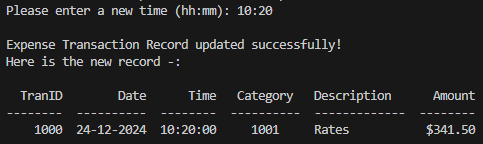 Please enter a new time (hh:mm): 10:20
Expense Transaction Record updated successfully!
Here is the new record -:
TranID Date Time Category Description Amount
-------- ---------- -------- ---------- ------------- ---------
1000 24-12-2024 10:20:00 1001 Rates $341.50